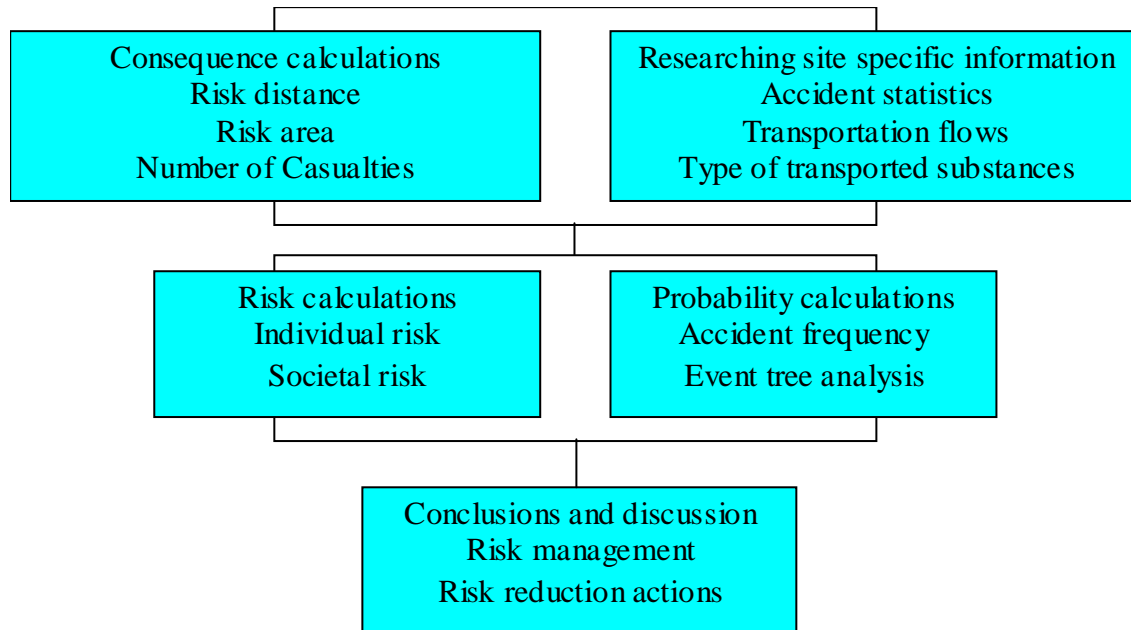 Consequence calculations
Risk distance
Risk area
Number of Casualties
Researching site specific information
Accident statistics
Transportation flows
Type of transported substances
Risk calculations
Individual risk
Societal risk
Probability calculations
Accident frequency
Event tree analysis
Conclusions and discussion
Risk management
Risk reduction actions